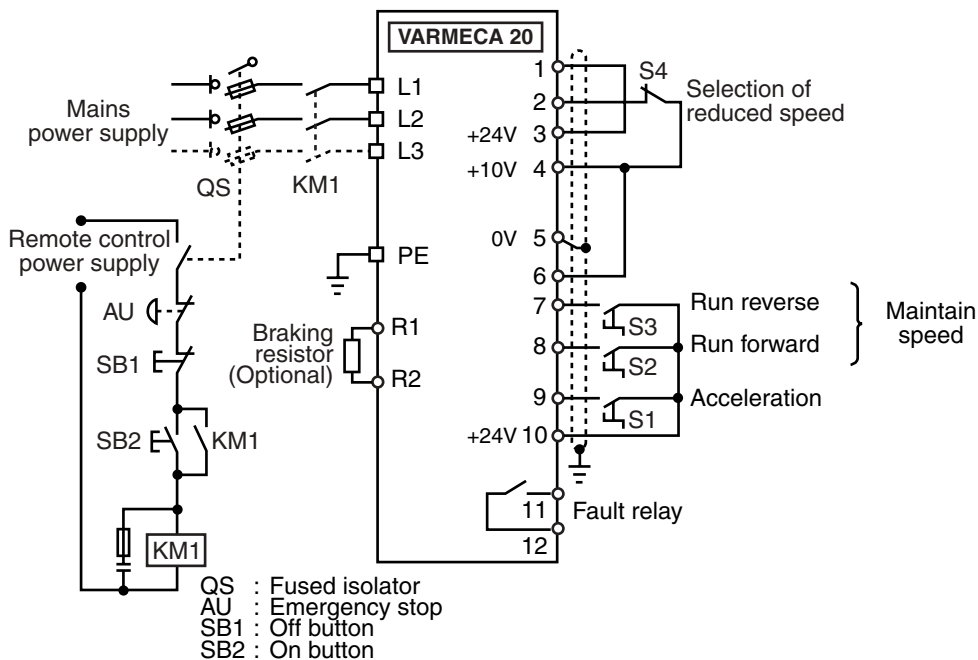 VARMECA 20
Mains
power supply
QS
KM1
L1
L2
L3
PE
R1
R2
Braking
resistor
(Optional)
Remote control
power supply
AU
SB1
SB2
KM1
KM1
1
2
+24V 3
+10V 4
0V 5
6
7
8
9
+24V 10
11
12
S4
Selection of
reduced speed
Run reverse
S3
Run forward
S2
Maintain
speed
Acceleration
S1
Fault relay
QS : Fused isolator
AU : Emergency stop
SB1 : Off button
SB2 : On button